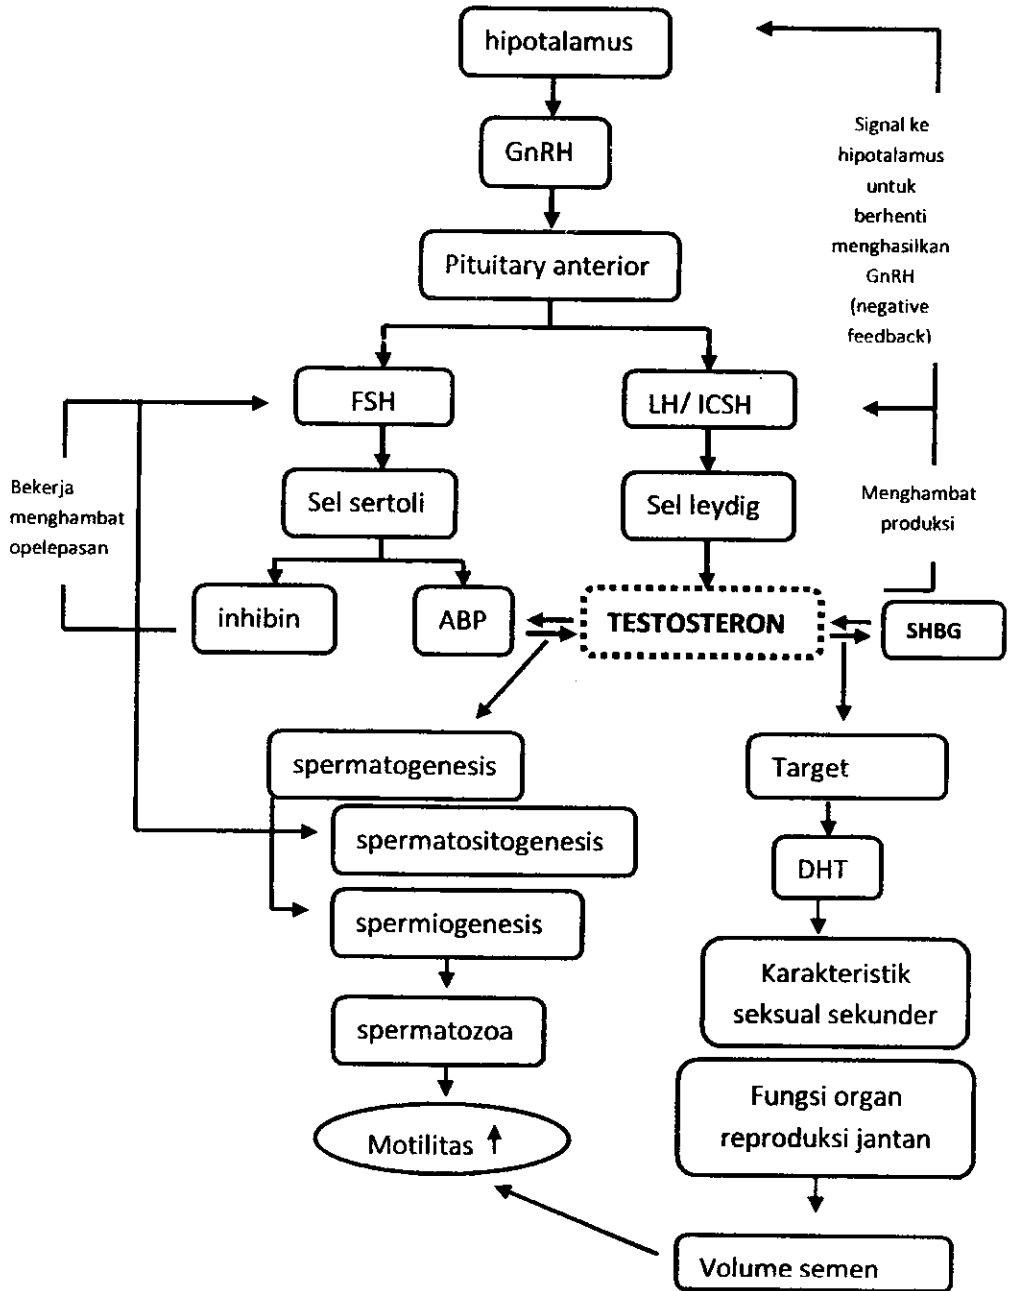 hipotalamus
GnRH
Pituitary anterior
Signal ke
hipotalamus
untuk
berhenti
menghasilkan
GnRH
(negative
feedback)
FSH
LH/ ICSH
Bekerja
menghambat
opelepasan
Sel sertoli
Sel leydig
Menghambat
produksi
inhibin
ABP
TESTOSTERON
SHBG
spermatogenesis
Target
spermatositogenesis
DHT
spermiogenesis
Karakteristik
seksual sekunder
spermatozoa
Fungsi organ
reproduksi jantan
Motilitas
Volume semen